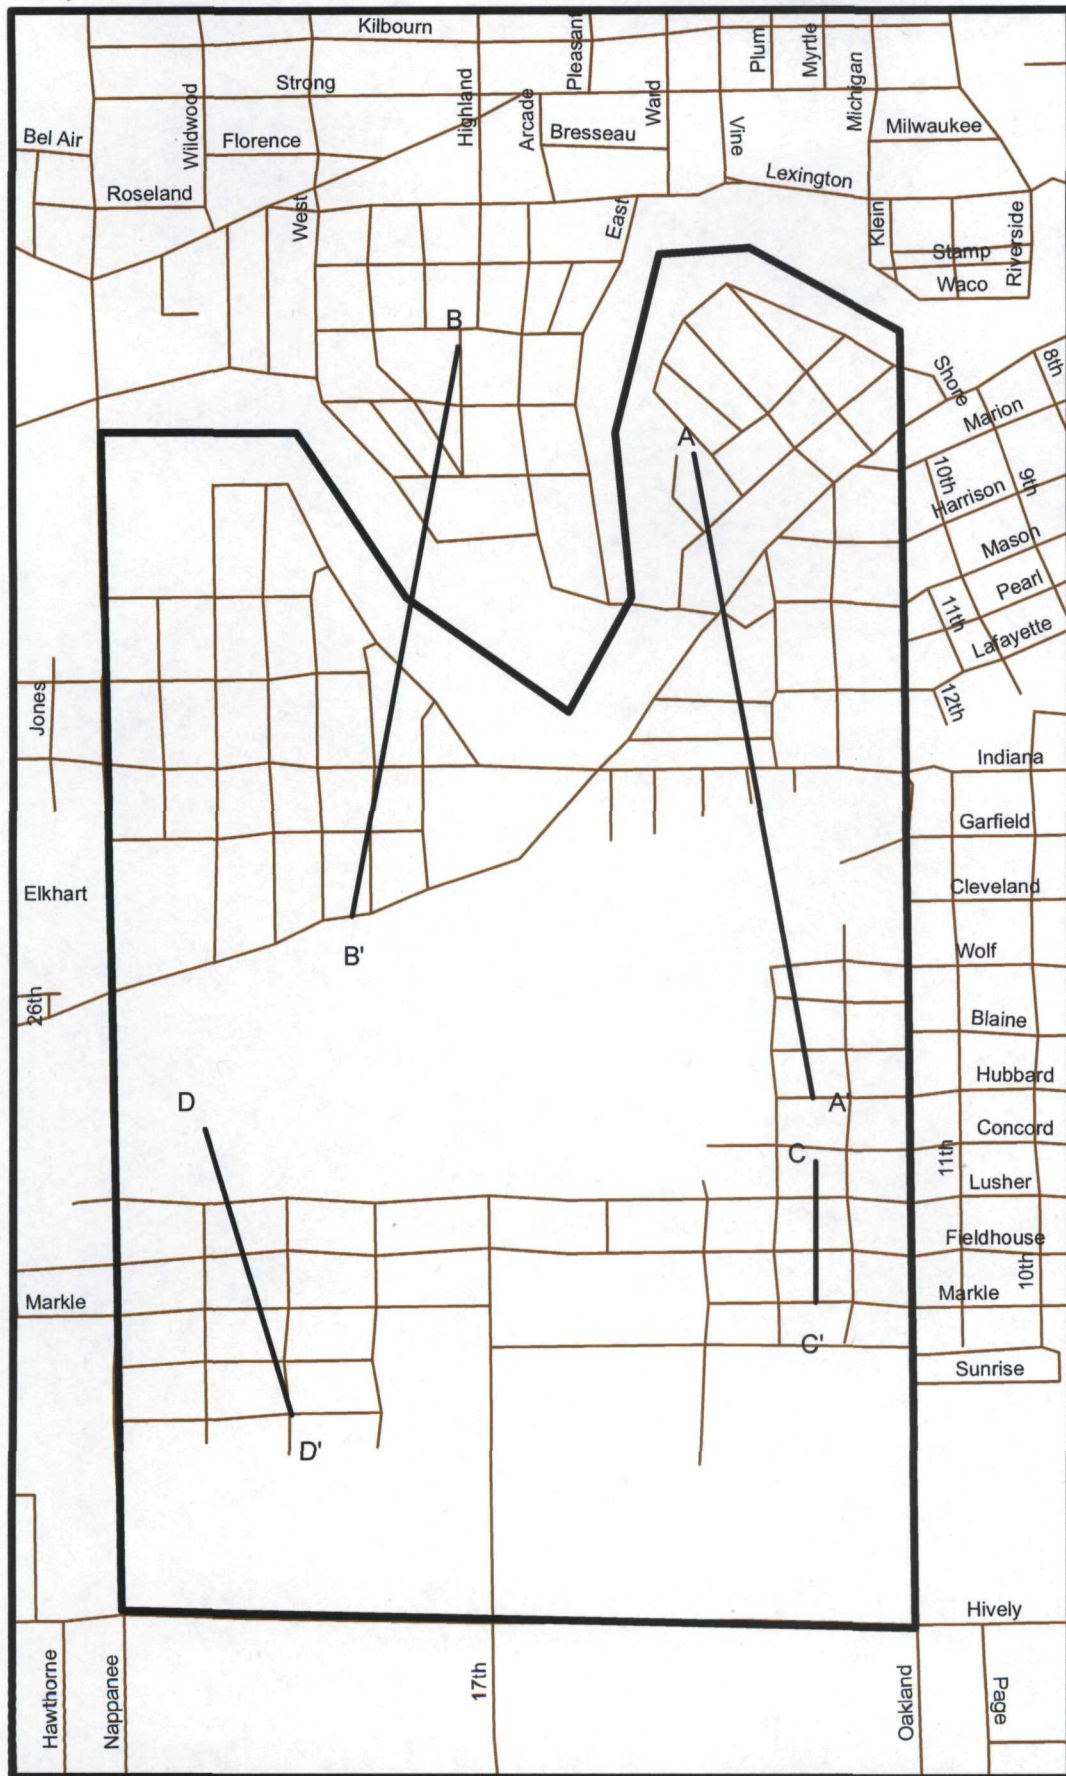 Kilbourn
Pleasant
Plum
Myrtle
Strong
Highland
Arcade
Ward
Michigan
Wildwood
Bel Air
Florence
Bresseau
Vine
Milwaukee
Roseland
Lexington
West
East
Klein
Riverside
Stamp
Waco
B
8th
Shore
Marion
A
10th
9th
Harrison
Mason
Pearl
11th
Lafayette
Jones
12th
Indiana
Garfield
Elkhart
Cleveland
B'
Wolf
26th
Blaine
Hubbard
D
A'
Concord
C
11th
Lusher
Fieldhouse
10th
Markle
Markle
C'
Sunrise
D'
Hively
Hawthorne
Nappanee
17th
Oakland
Page